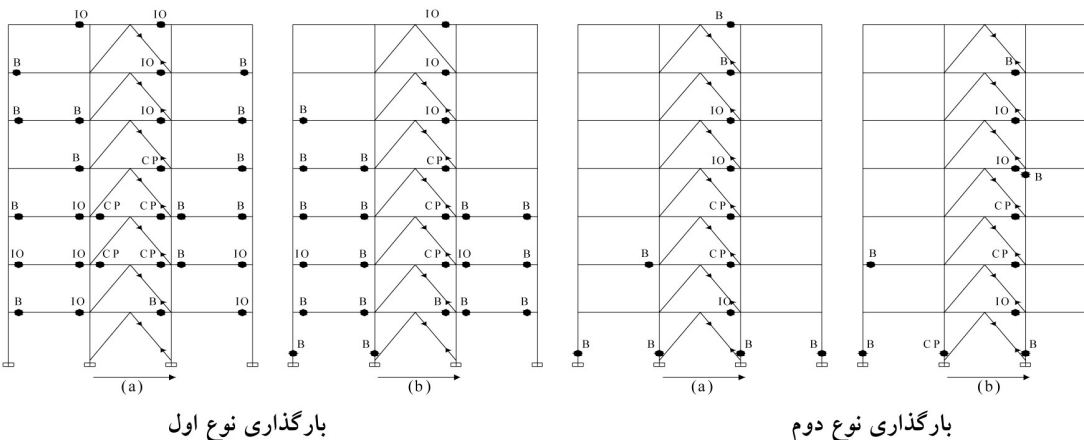 IO IO IO B
B IO B IO B B
B B IO B B IO IO IO
B CP B B B CP IO IO B
B IO CP CP B B B B CP B B CP CP
IO IO CP CP B IO IO B CP IO B B CP B CP
B IO B IO B B B B B IO IO
B B B B B B B CP B
(a) (b) (a) (b)
بارگذاری نوع اول
بارگذاری نوع دوم